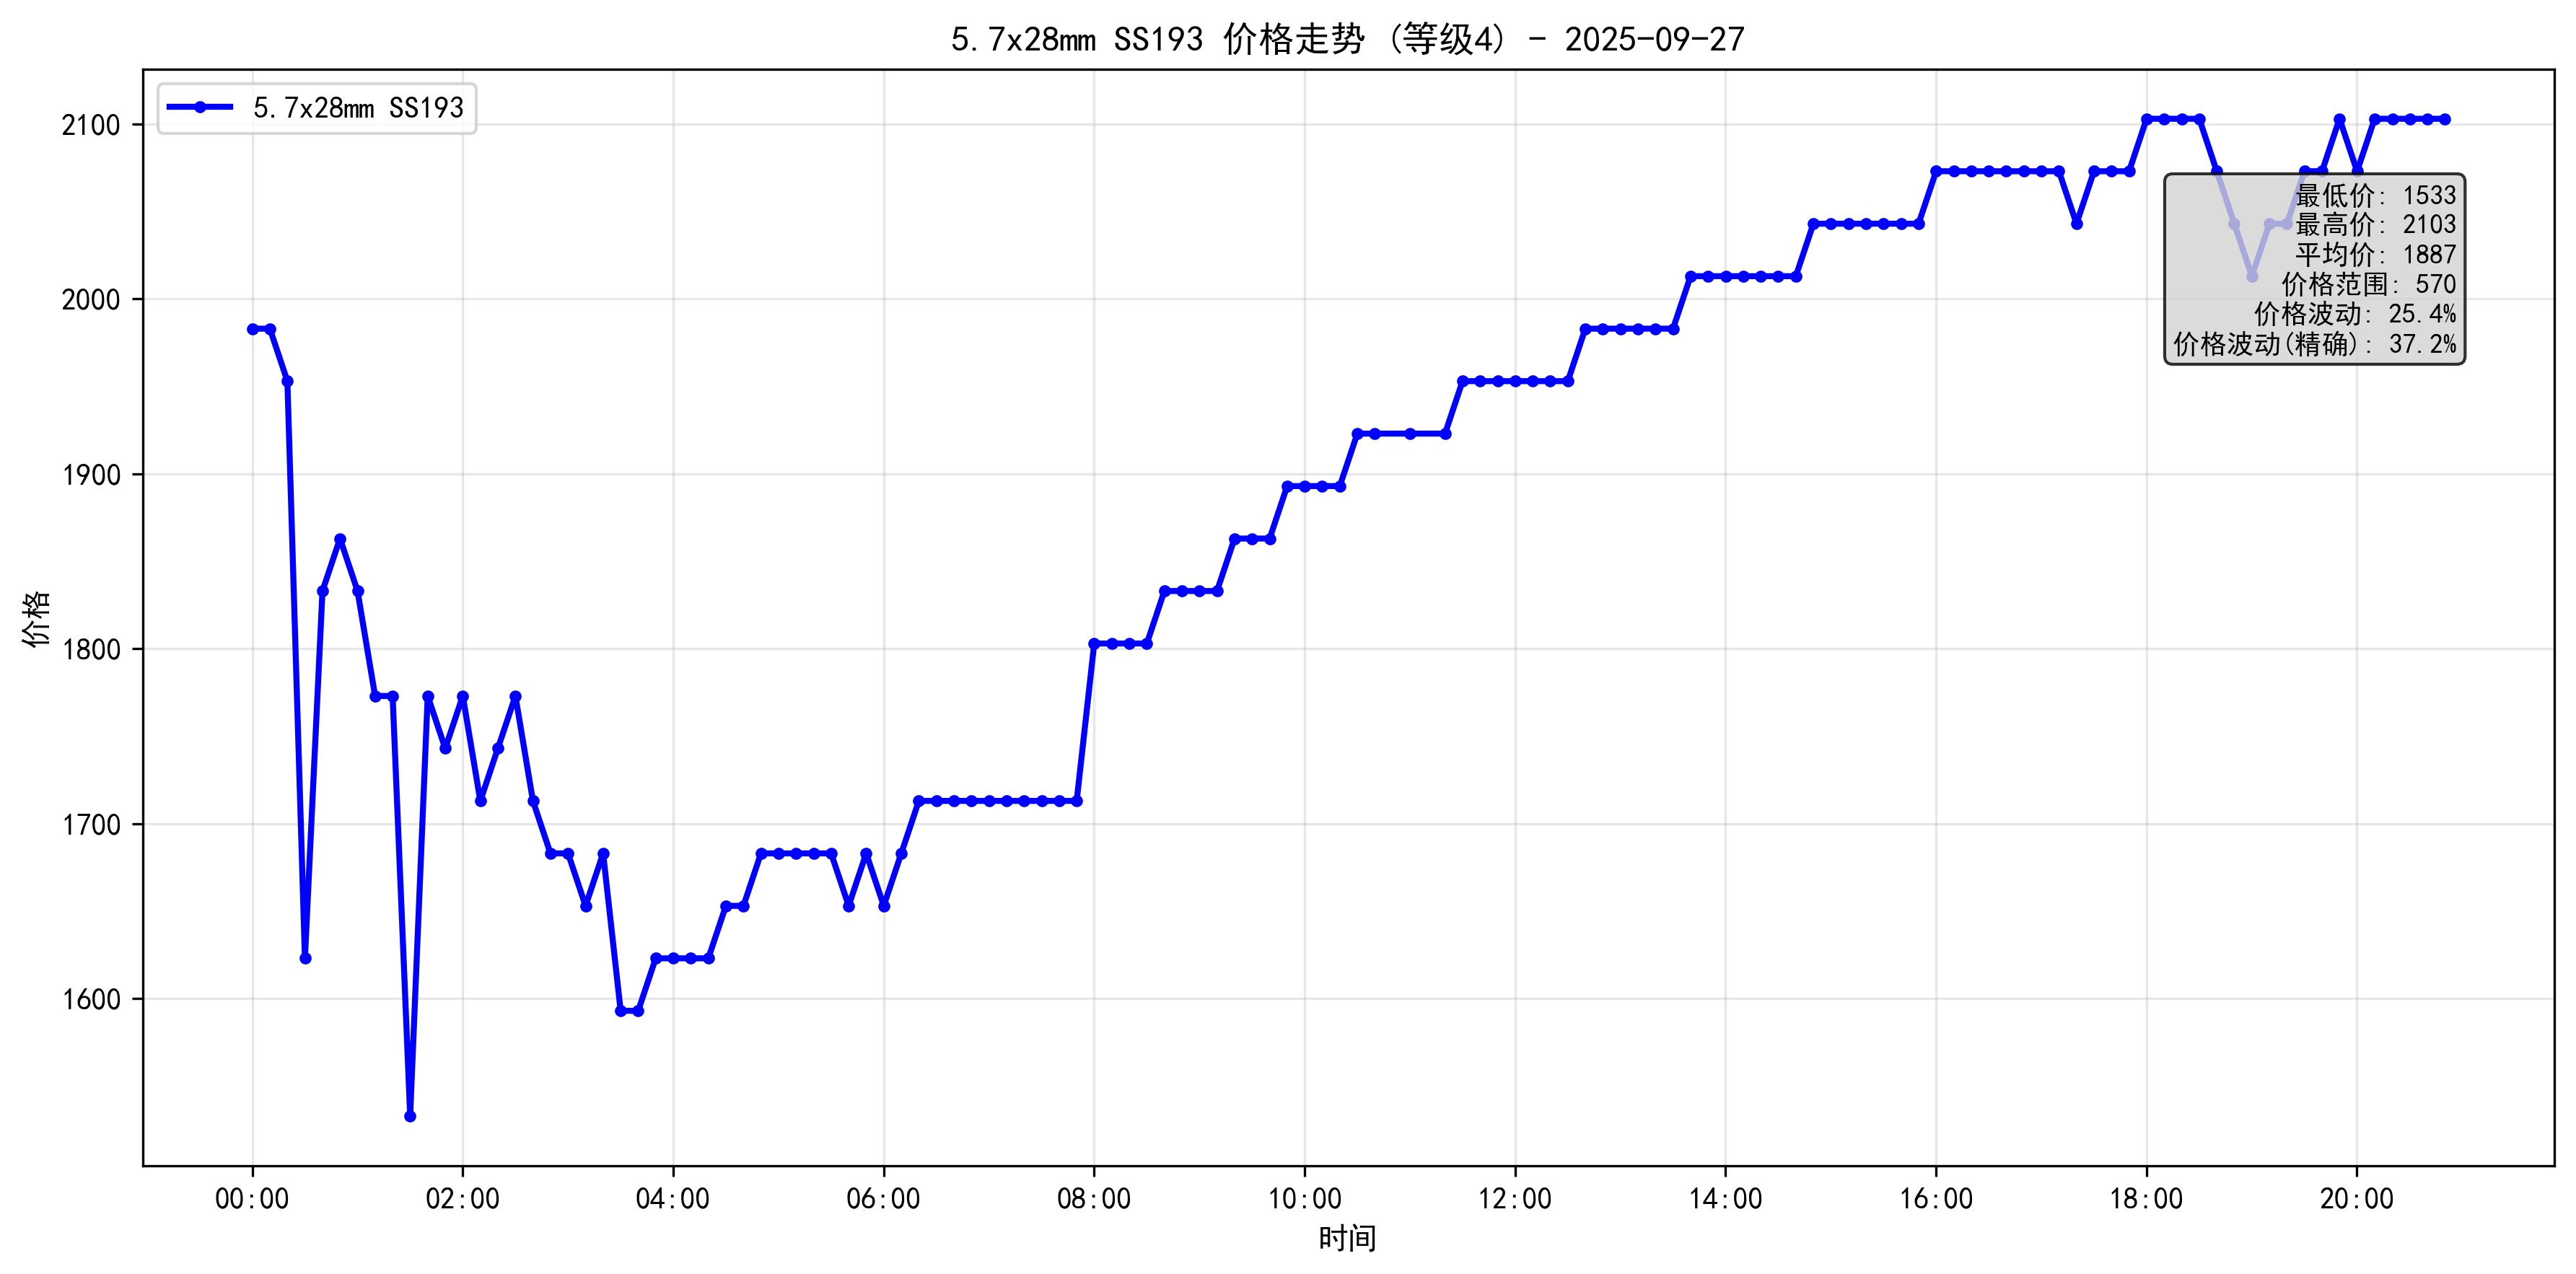 5.7x28mm SS193 价格走势 (等级4) - 2025-09-27
5.7x28mm SS193
价格
2100
2000
1900
1800
1700
1600
最低价: 1533
最高价: 2103
平均价: 1887
价格范围: 570
价格波动: 25.4%
价格波动(精确): 37.2%
00:00 02:00 04:00 06:00 08:00 10:00 12:00 14:00 16:00 18:00 20:00
时间